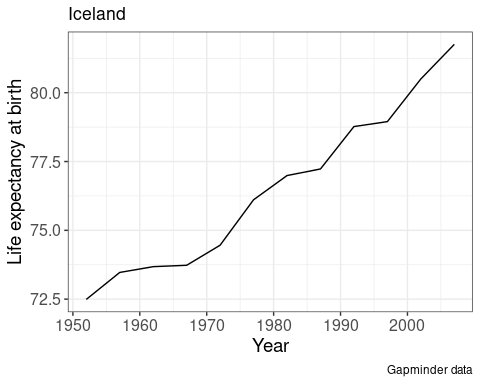 Iceland
Life expectancy at birth
80.0
77.5
75.0
72.5
1950 1960 1970 1980 1990 2000
Year
Gapminder data